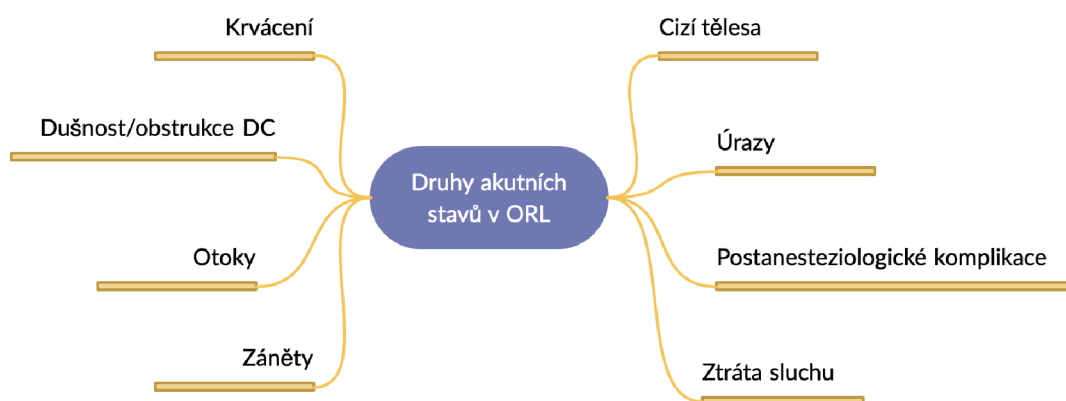 Krvácení
Dušnost/obstrukce DC
Otoky
Záněty
Druhy akutních
stavů v ORL
Cizí tělesa
Úrazy
Postanesteziologické komplikace
Ztráta sluchu